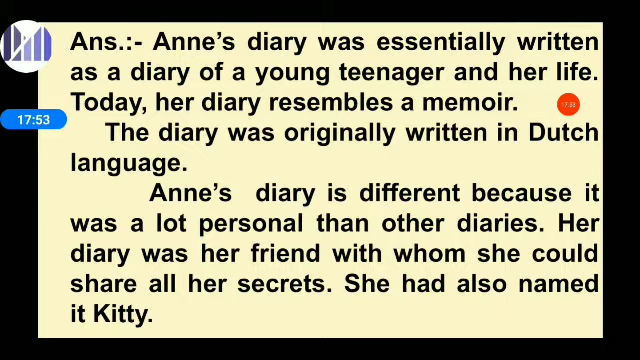 Ans.:- Anne's diary was essentially written
as a diary of a young teenager and her life.
Today, her diary resembles a memoir.
17:53
17:53
The diary was originally written in Dutch
language.
Anne's diary is different because it
was a lot personal than other diaries. Her
diary was her friend with whom she could
share all her secrets. She had also named
it Kitty.